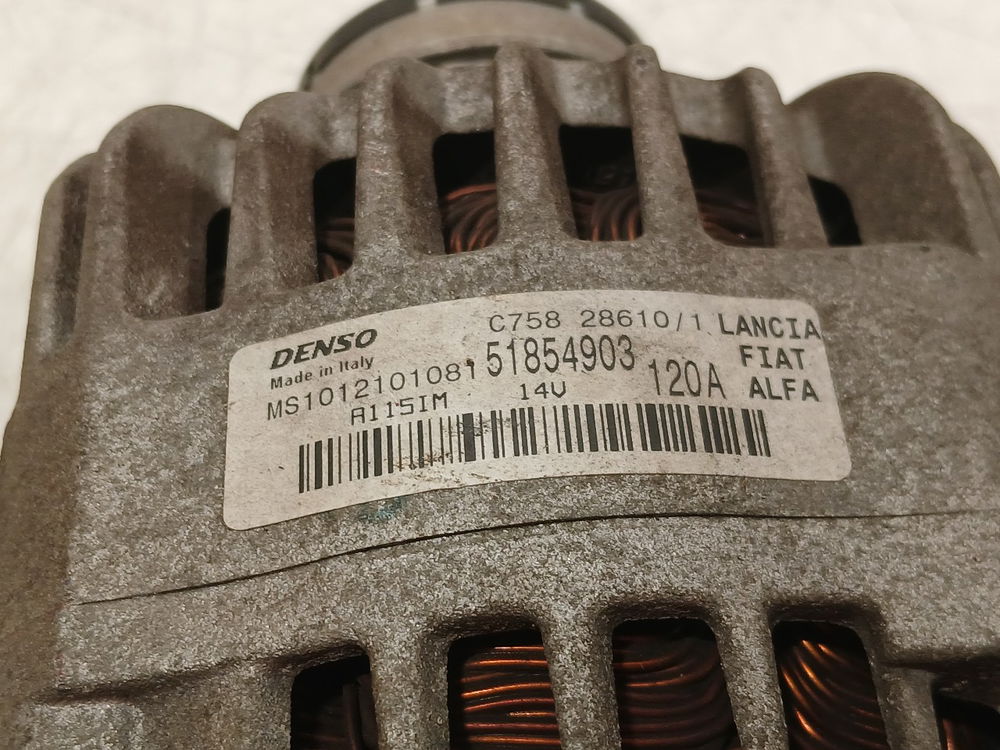 DENSO
Made in Italy
MS1012101081
A115IM
C758 28610/1
51854903
14V
120A
LANCIA
FIAT
ALFA